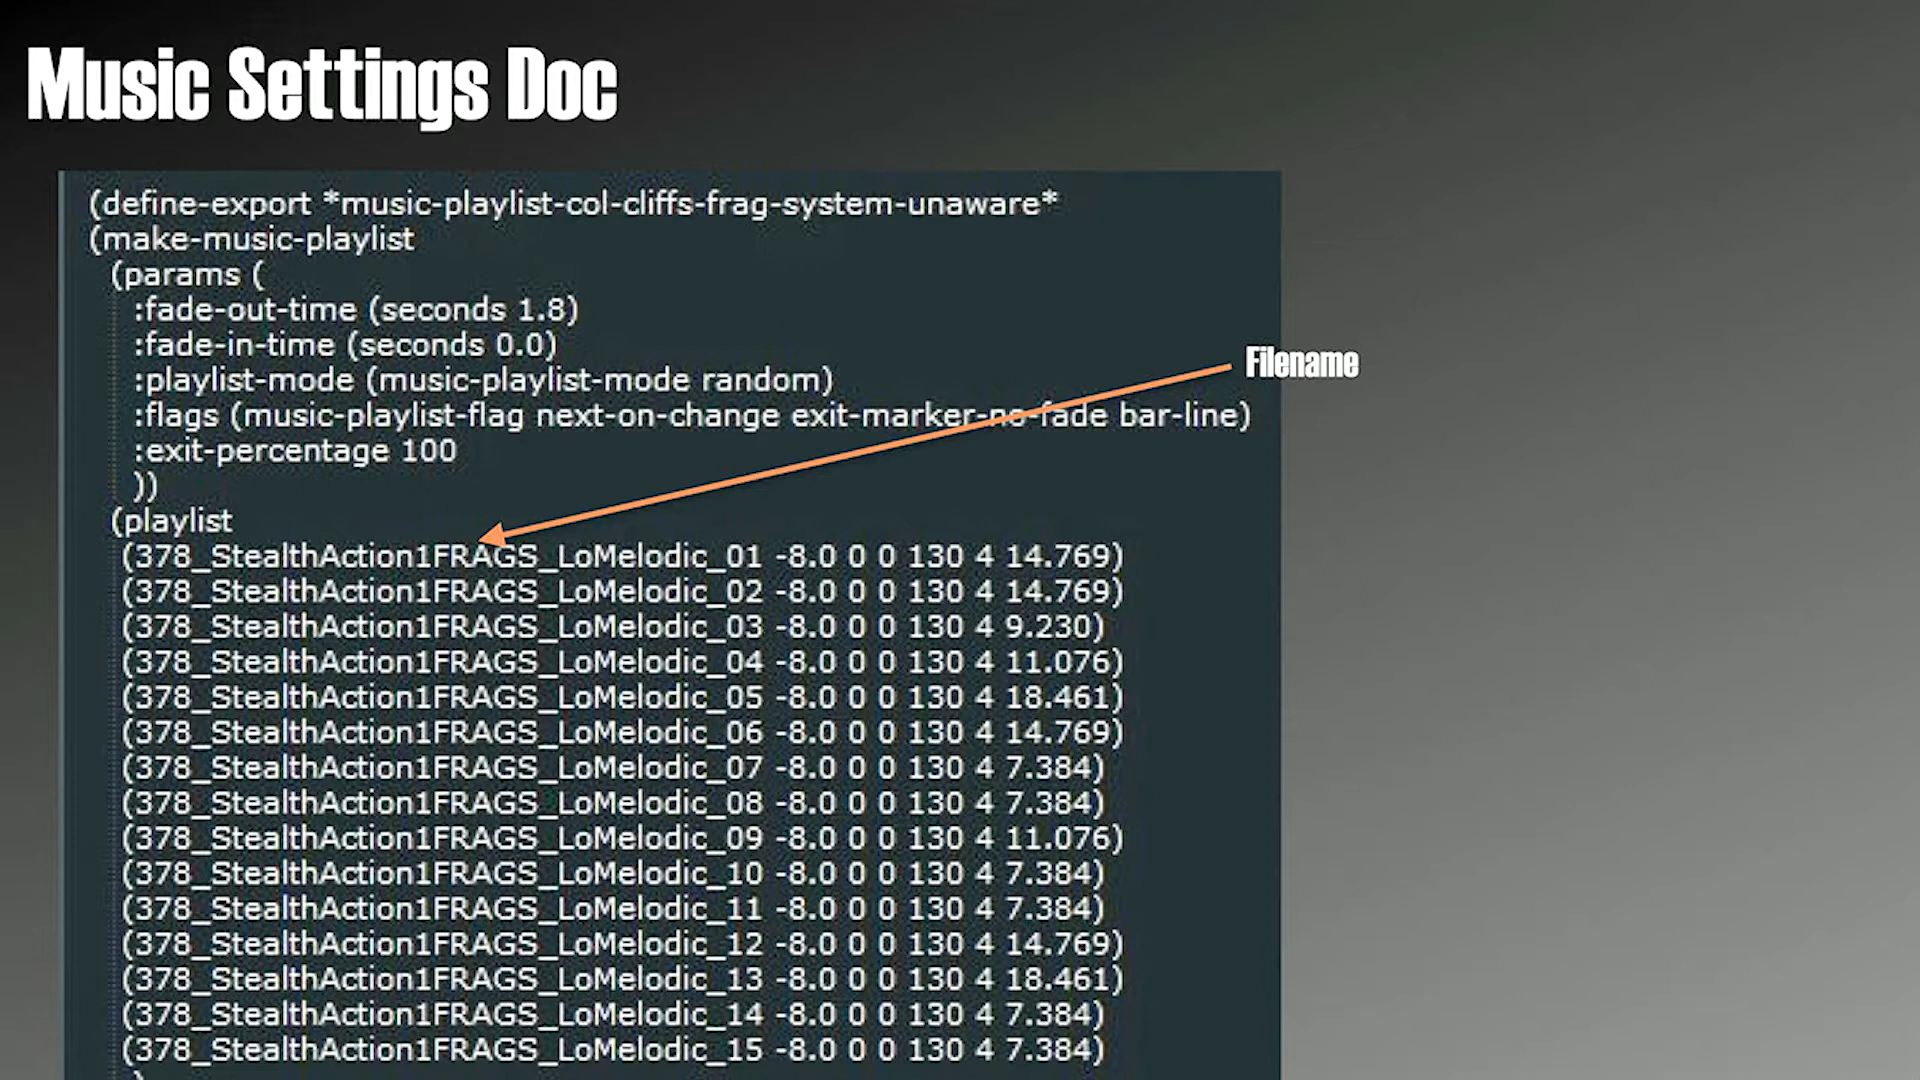 Music Settings Doc
(define-export *music-playlist-col-cliffs-frag-system-unaware*
(make-music-playlist
(params (
:fade-out-time (seconds 1.8)
:fade-in-time (seconds 0.0)
:playlist-mode (music-playlist-mode random)
Filename
:flags (music-playlist-flag next-on-change exit-marker-no-fade bar-line)
:exit-percentage 100
))
(playlist
(378_StealthAction1FRAGS_LoMelodic_01 -8.0 0 0 130 4 14.769)
(378_StealthAction1FRAGS_LoMelodic_02 -8.0 0 0 130 4 14.769)
(378_StealthAction1FRAGS_LoMelodic_03 -8.0 0 0 130 4 9.230)
(378_StealthAction1FRAGS_LoMelodic_04 -8.0 0 0 130 4 11.076)
(378_StealthAction1FRAGS_LoMelodic_05 -8.0 0 0 130 4 18.461)
(378_StealthAction1FRAGS_LoMelodic_06 -8.0 0 0 130 4 14.769)
(378_StealthAction1FRAGS_LoMelodic_07 -8.0 0 0 130 4 7.384)
(378_StealthAction1FRAGS_LoMelodic_08 -8.0 0 0 130 4 7.384)
(378_StealthAction1FRAGS_LoMelodic_09 -8.0 0 0 130 4 11.076)
(378_StealthAction1FRAGS_LoMelodic_10 -8.0 0 0 130 4 7.384)
(378_StealthAction1FRAGS_LoMelodic_11 -8.0 0 0 130 4 7.384)
(378_StealthAction1FRAGS_LoMelodic_12 -8.0 0 0 130 4 14.769)
(378_StealthAction1FRAGS_LoMelodic_13 -8.0 0 0 130 4 18.461)
(378_StealthAction1FRAGS_LoMelodic_14 -8.0 0 0 130 4 7.384)
(378_StealthAction1FRAGS_LoMelodic_15 -8.0 0 0 130 4 7.384)
)